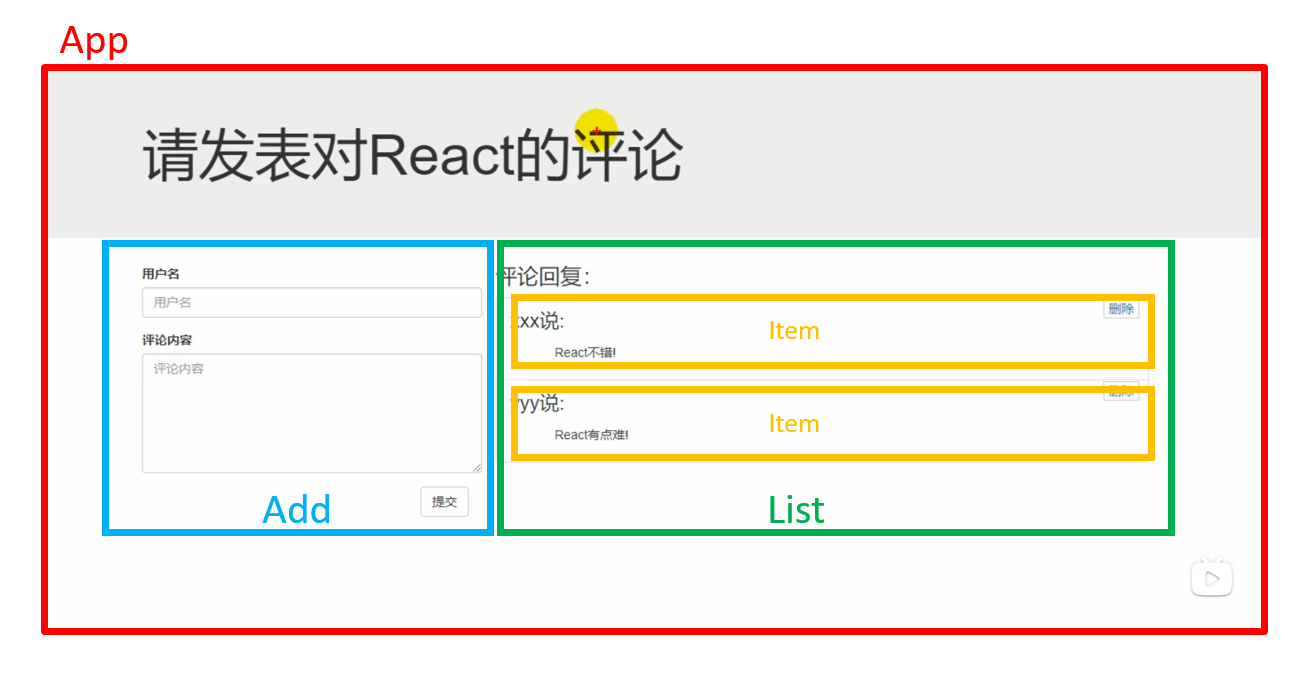 App
请发表对React的评论
用户名
用户名
评论内容
评论内容
提交
Add
评论回复：
xxx说:
删除
Item
React不错!
yyy说:
删除
Item
React有点难!
List